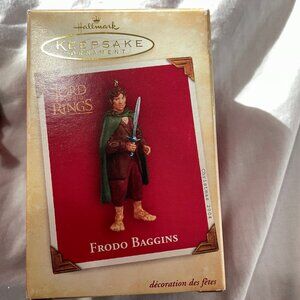 Hallmark
KEEPSAKE
ORNAMENT
LORD
RINGS
FRODO BAGGINS
décoration des fêtes